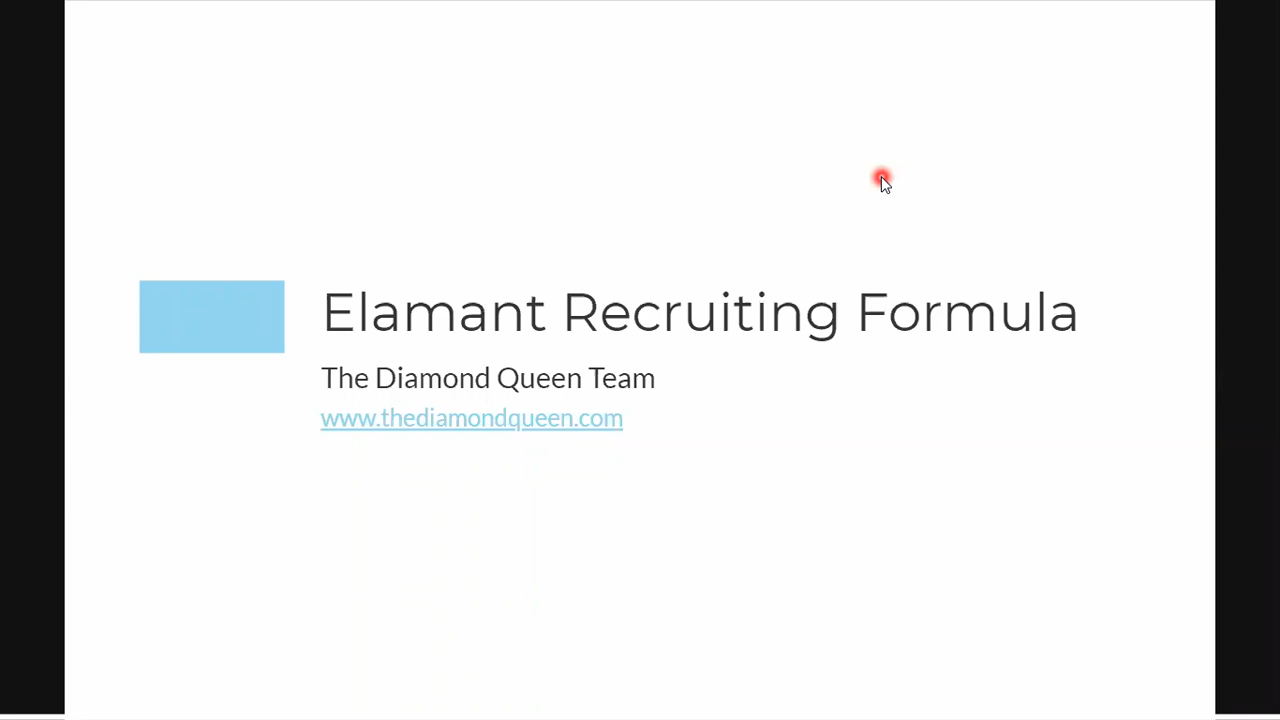 Elamant Recruiting Formula
The Diamond Queen Team
www.thediamondqueen.com